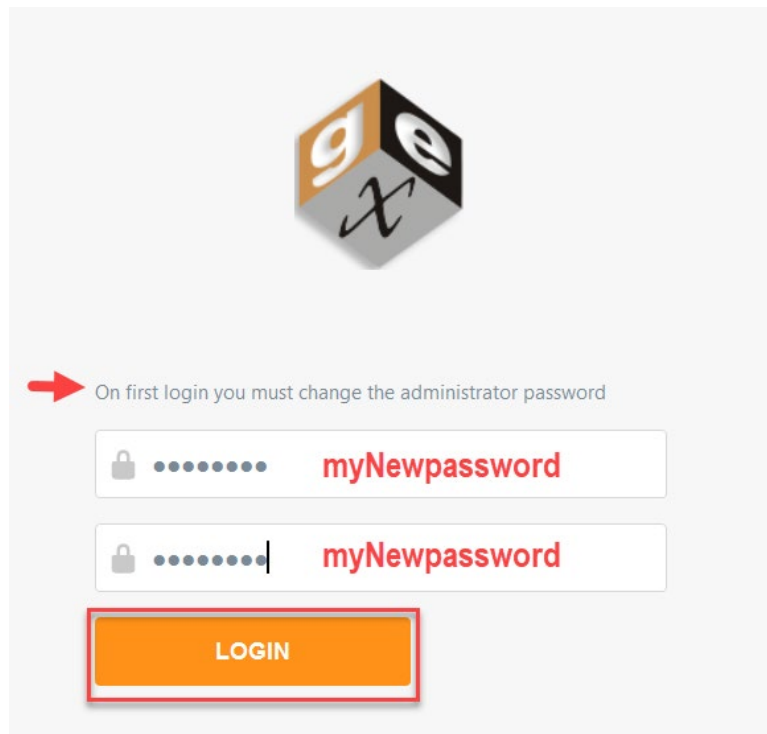 g e
x
On first login you must change the administrator password
•••••••• myNewpassword
•••••••• myNewpassword
LOGIN